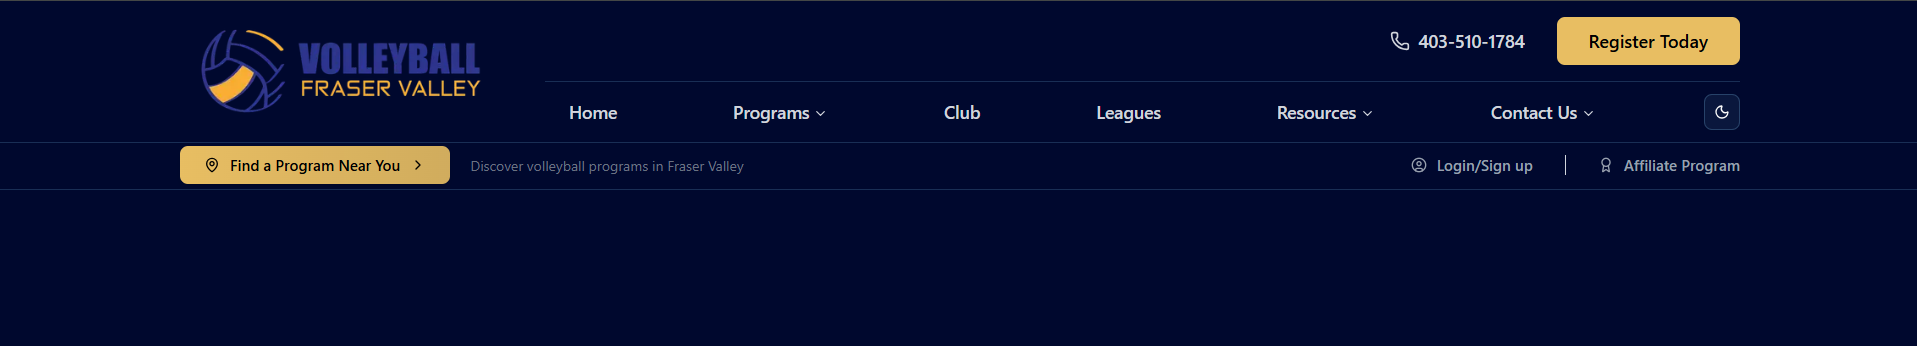 VOLLEYBALL
FRASER VALLEY
403-510-1784
Register Today
Home
Programs
Club
Leagues
Resources
Contact Us
Find a Program Near You
Discover volleyball programs in Fraser Valley
Login/Sign up
Affiliate Program